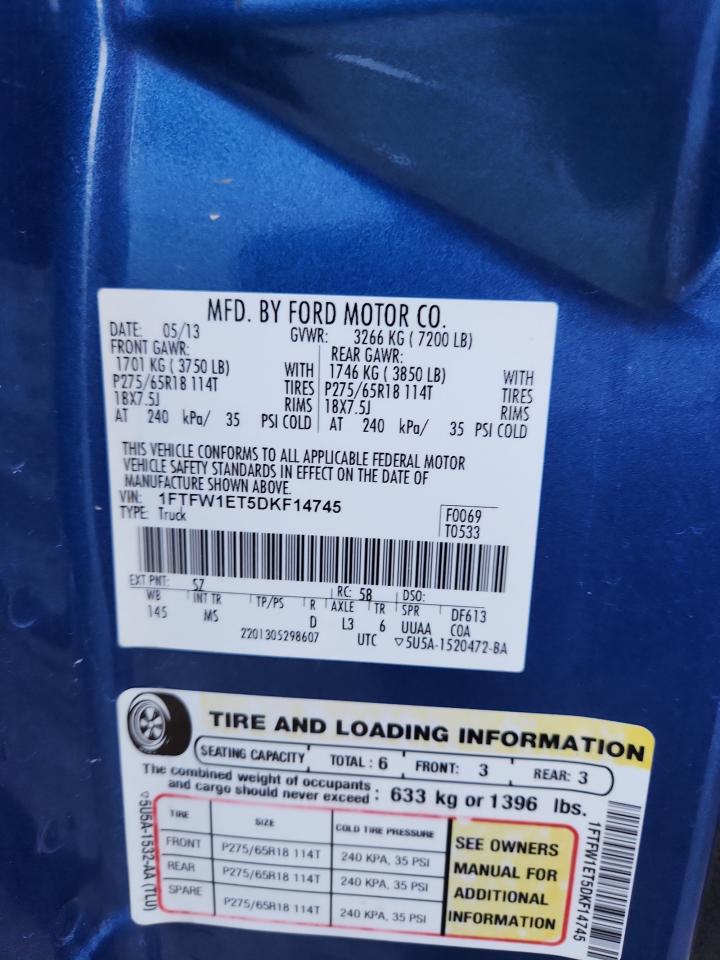 MFD. BY FORD MOTOR CO.
DATE: 05/13 GVWR: 3266 KG ( 7200 LB)
FRONT GAWR: REAR GAWR:
1701 KG ( 3750 LB) WITH 1746 KG ( 3850 LB) WITH
P275/65R18 114T TIRES P275/65R18 114T TIRES
18X7.5J RIMS 18X7.5J RIMS
AT 240 kPa/ 35 PSI COLD AT 240 kPa/ 35 PSI COLD
THIS VEHICLE CONFORMS TO ALL APPLICABLE FEDERAL MOTOR
VEHICLE SAFETY STANDARDS IN EFFECT ON THE DATE OF
MANUFACTURE SHOWN ABOVE.
VIN: 1FTFW1ET5DKF14745
TYPE: Truck
F0069
T0533
EXT PNT: SZ RC: 58 DSO:
WB INT TR TP/PS R AXLE TR SPR DF613
145 MS D L3 6 UUAA COA
2201305298607 UTC ▽5U5A-1520472-BA
TIRE AND LOADING INFORMATION
SEATING CAPACITY TOTAL : 6 FRONT: 3 REAR: 3
The combined weight of occupants
and cargo should never exceed : 633 kg or 1396 lbs.
TIRE SIZE COLD TIRE PRESSURE
FRONT P275/65R18 114T 240 KPA, 35 PSI
REAR P275/65R18 114T 240 KPA, 35 PSI
SPARE P275/65R18 114T 240 KPA, 35 PSI
SEE OWNERS
MANUAL FOR
ADDITIONAL
INFORMATION
▽5U5A-1532-AA (TLU)
1FTFW1ET5DKF14745